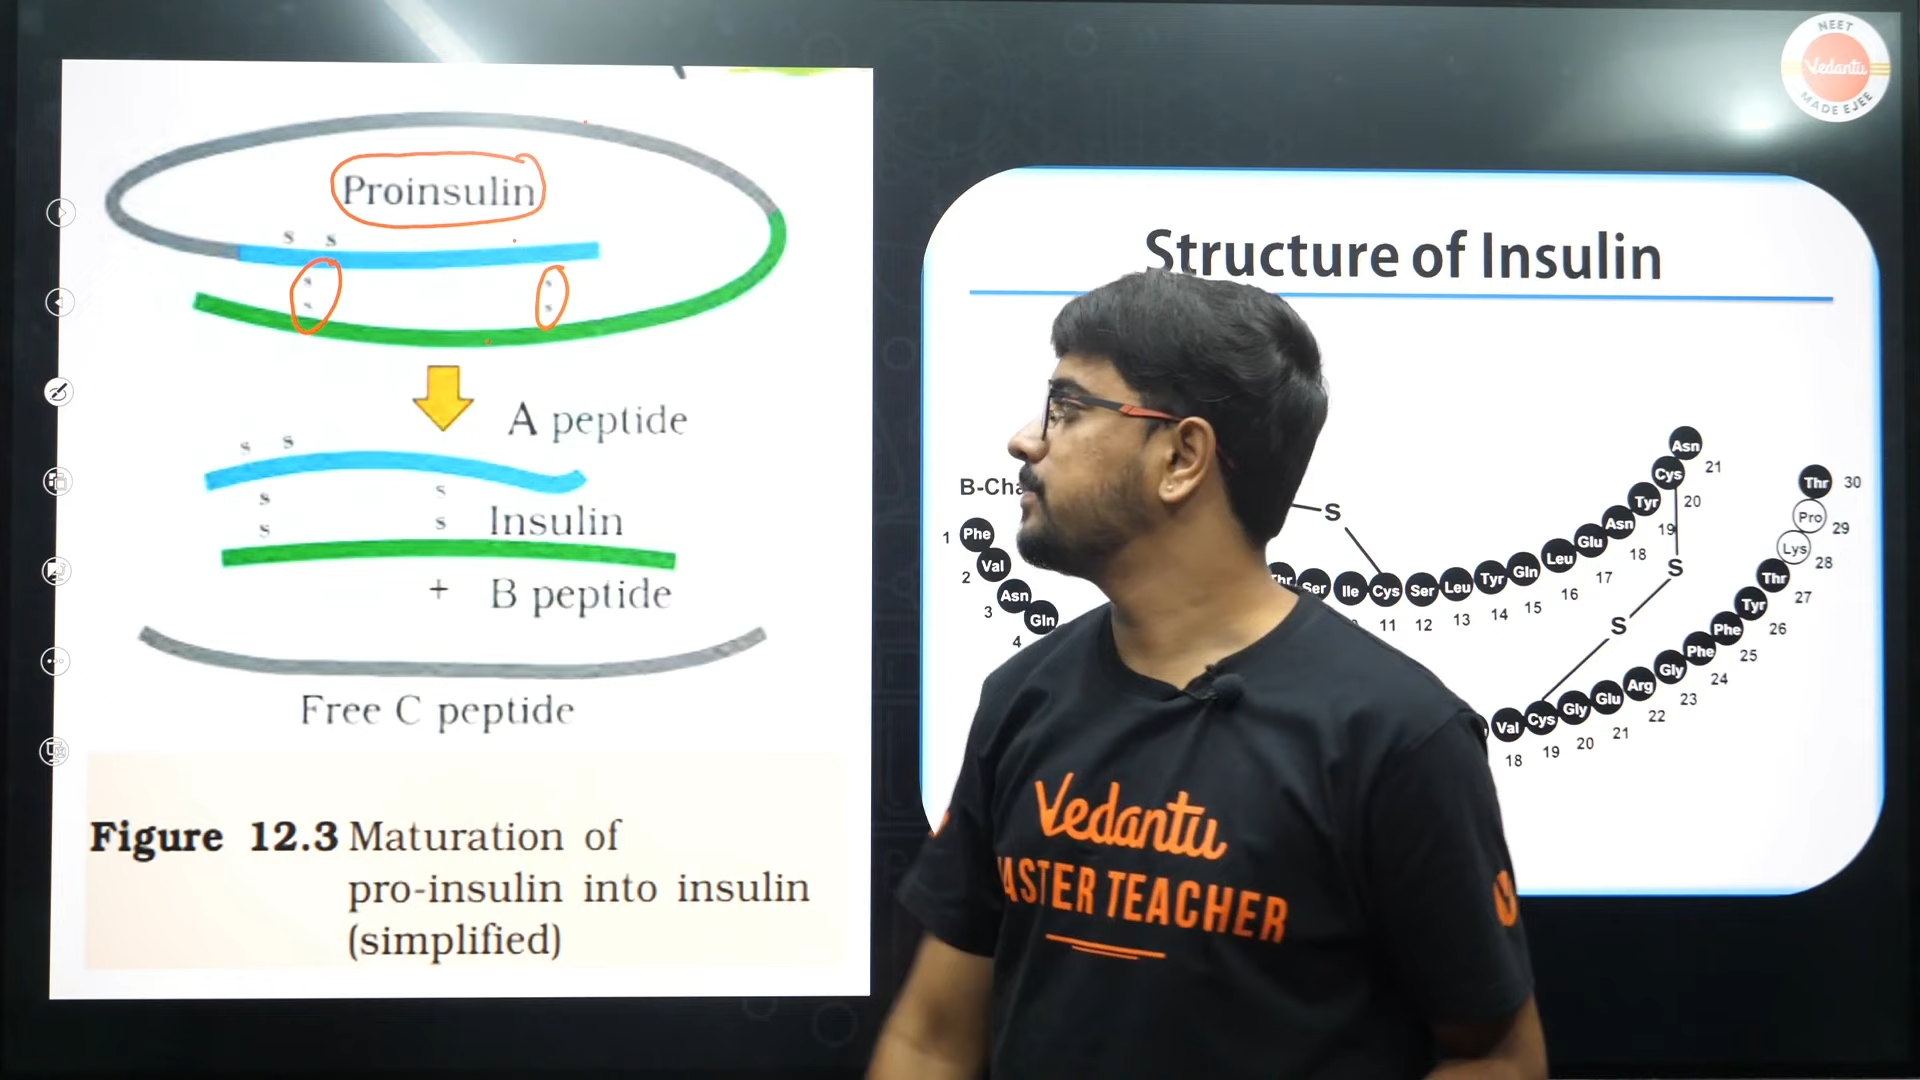 NEET
Vedantu
MADE EJEE
Proinsulin
s s
s s
s s
A peptide
s s
s s
s s
Insulin
+ B peptide
Free C peptide
Figure 12.3 Maturation of
pro-insulin into insulin
(simplified)
Structure of Insulin
Asn
21
Cys
20
Tyr
19
Asn
18
Glu
17
Leu
16
Gln
15
Tyr
14
Leu
13
Ser
12
Cys
11
Ile
Ser
S
S
S
Phe
1
Val
2
Asn
3
Gln
4
Thr
30
Pro
29
Lys
28
Thr
27
Tyr
26
Phe
25
Phe
24
Gly
23
Arg
22
Glu
21
Gly
20
Cys
19
Val
18
Vedantu
ASTER TEACHER